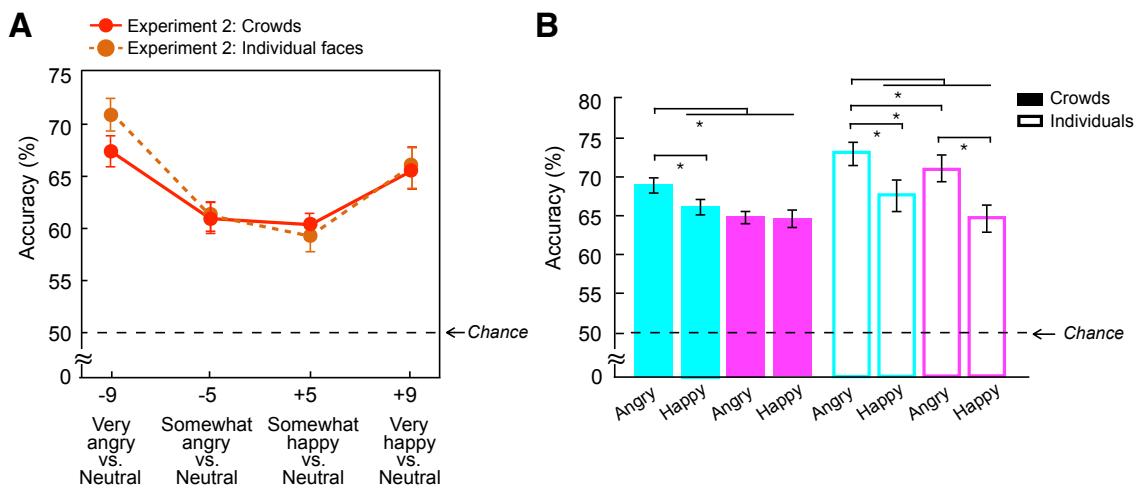 A
Experiment 2: Crowds
Experiment 2: Individual faces
Accuracy (%)
75
70
65
60
55
50
0
Chance
-9
-5
+5
+9
Very angry vs. Neutral
Somewhat angry vs. Neutral
Somewhat happy vs. Neutral
Very happy vs. Neutral
B
Crowds
Individuals
Accuracy (%)
80
75
70
65
60
55
50
0
*
*
*
*
*
*
Chance
Angry
Happy
Angry
Happy
Angry
Happy
Angry
Happy